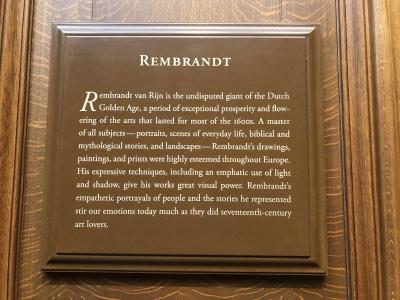 REMBRANDT
Rembrandt van Rijn is the undisputed giant of the Dutch
Golden Age, a period of exceptional prosperity and flow-
ering of the arts that lasted for most of the 1600s. A master
of all subjects—portraits, scenes of everyday life, biblical and
mythological stories, and landscapes—Rembrandt's drawings,
paintings, and prints were highly esteemed throughout Europe.
His expressive techniques, including an emphatic use of light
and shadow, give his works great visual power. Rembrandt's
empathetic portrayals of people and the stories he represented
stir our emotions today much as they did seventeenth-century
art lovers.